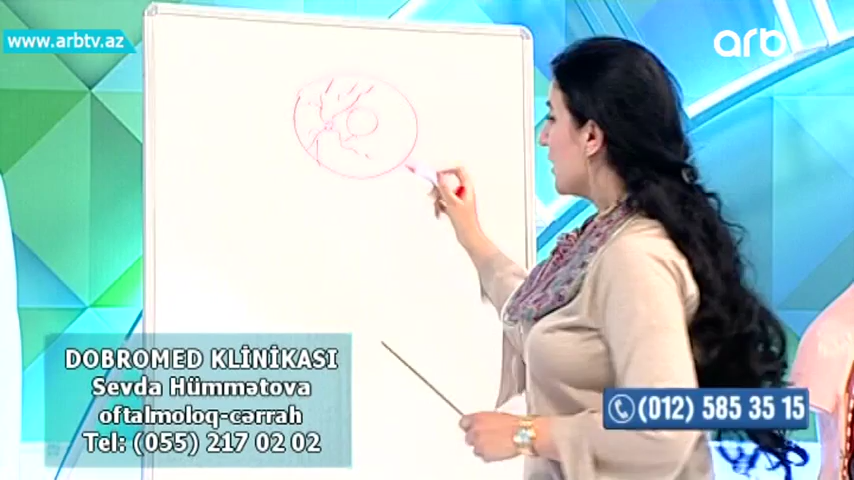 www.arbtv.az
arb
DOBROMED KLİNİKASI
Sevda Hümmətova
oftalmoloq-cərrah
Tel: (055) 217 02 02
(012) 585 35 15